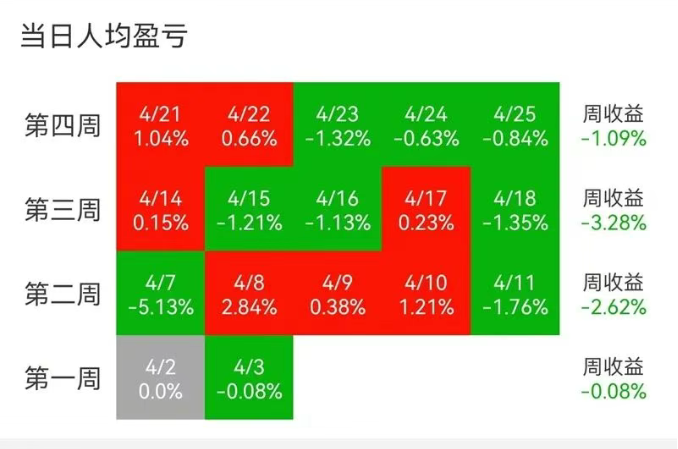 当日人均盈亏
第四周 4/21 4/22 4/23 4/24 4/25 周收益
1.04% 0.66% -1.32% -0.63% -0.84% -1.09%
第三周 4/14 4/15 4/16 4/17 4/18 周收益
0.15% -1.21% -1.13% 0.23% -1.35% -3.28%
第二周 4/7 4/8 4/9 4/10 4/11 周收益
-5.13% 2.84% 0.38% 1.21% -1.76% -2.62%
第一周 4/2 4/3 周收益
0.0% -0.08% -0.08%